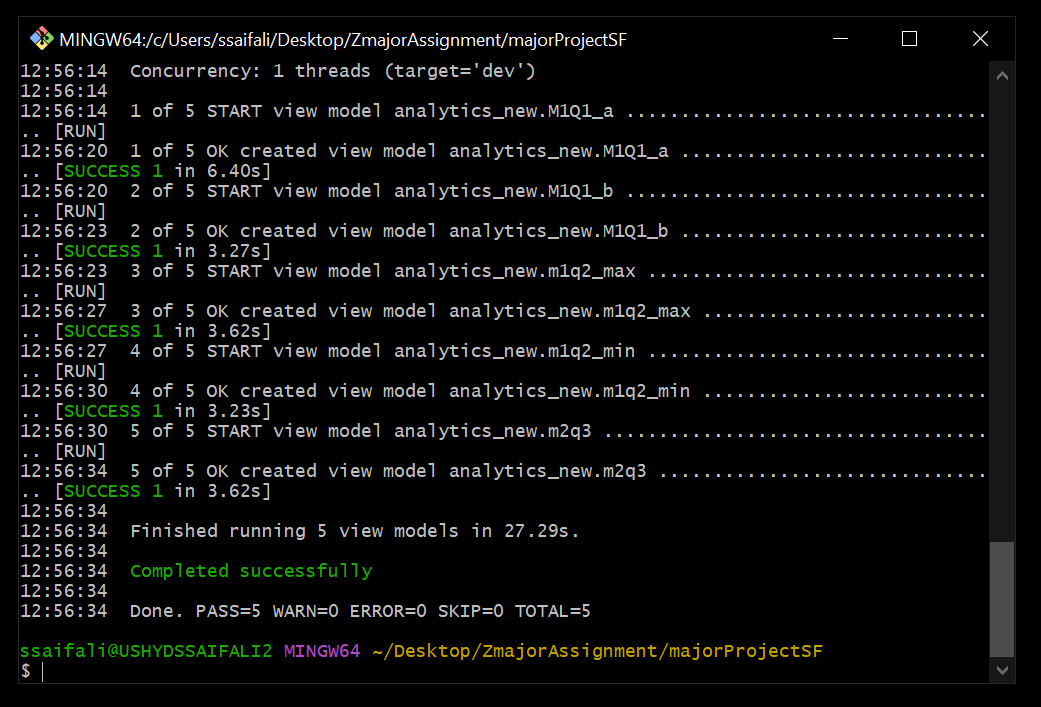 MINGW64:/c/Users/ssaifali/Desktop/ZmajorAssignment/majorProjectSF
12:56:14  Concurrency: 1 threads (target='dev')
12:56:14
12:56:14  1 of 5 START view model analytics_new.M1Q1_a .................................
.. [RUN]
12:56:20  1 of 5 OK created view model analytics_new.M1Q1_a ............................
.. [SUCCESS 1 in 6.40s]
12:56:20  2 of 5 START view model analytics_new.M1Q1_b .................................
.. [RUN]
12:56:23  2 of 5 OK created view model analytics_new.M1Q1_b ............................
.. [SUCCESS 1 in 3.27s]
12:56:23  3 of 5 START view model analytics_new.m1q2_max ...............................
.. [RUN]
12:56:27  3 of 5 OK created view model analytics_new.m1q2_max ..........................
.. [SUCCESS 1 in 3.62s]
12:56:27  4 of 5 START view model analytics_new.m1q2_min ...............................
.. [RUN]
12:56:30  4 of 5 OK created view model analytics_new.m1q2_min ..........................
.. [SUCCESS 1 in 3.23s]
12:56:30  5 of 5 START view model analytics_new.m2q3 ...................................
.. [RUN]
12:56:34  5 of 5 OK created view model analytics_new.m2q3 ..............................
.. [SUCCESS 1 in 3.62s]
12:56:34
12:56:34  Finished running 5 view models in 27.29s.
12:56:34
12:56:34  Completed successfully
12:56:34
12:56:34  Done. PASS=5 WARN=0 ERROR=0 SKIP=0 TOTAL=5
ssaifali@USHYDSSAIFALI2 MINGW64 ~/Desktop/ZmajorAssignment/majorProjectSF
$